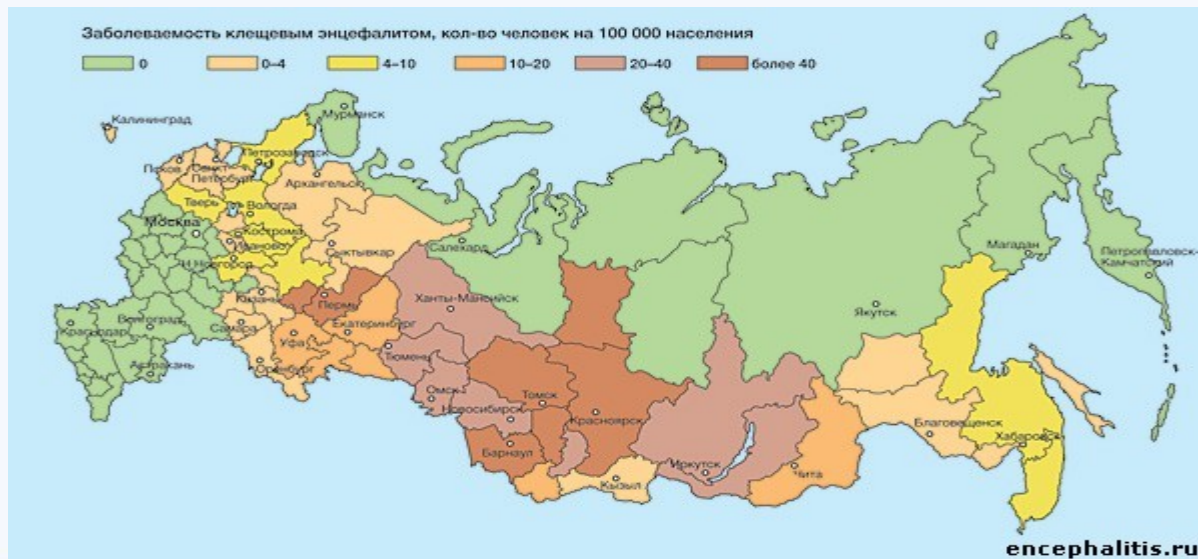 Заболеваемость клещевым энцефалитом, кол-во человек на 100 000 населения
0
0–4
4–10
10–20
20–40
более 40
Калининград
Мурманск
Петрозаводск
Псков
Санкт-
Петербург
Архангельск
Тверь
Вологда
Москва
Кострома
Иваново
Сыктывкар
Салехард
Н.Новгород
Магадан
Петропавловск-
Камчатский
Казань
Пермь
Ханты-Мансийск
Якутск
Краснодар
Волгоград
Самара
Екатеринбург
Уфа
Тюмень
Астрахань
Оренбург
Омск
Томск
Новосибирск
Красноярск
Благовещенск
Хабаровск
Барнаул
Иркутск
Чита
Кызыл
encephalitis.ru